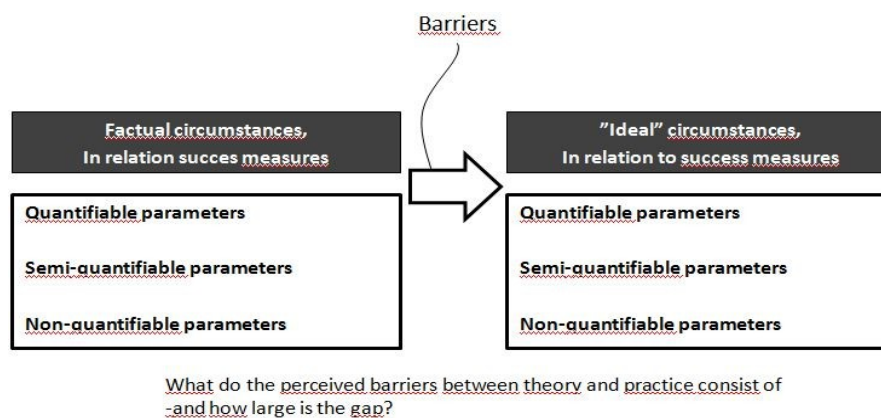 Barriers
Factual circumstances,
In relation succes measures
"Ideal" circumstances,
In relation to success measures
Quantifiable parameters
Semi-quantifiable parameters
Non-quantifiable parameters
Quantifiable parameters
Semi-quantifiable parameters
Non-quantifiable parameters
What do the perceived barriers between theory and practice consist of
-and how large is the gap?